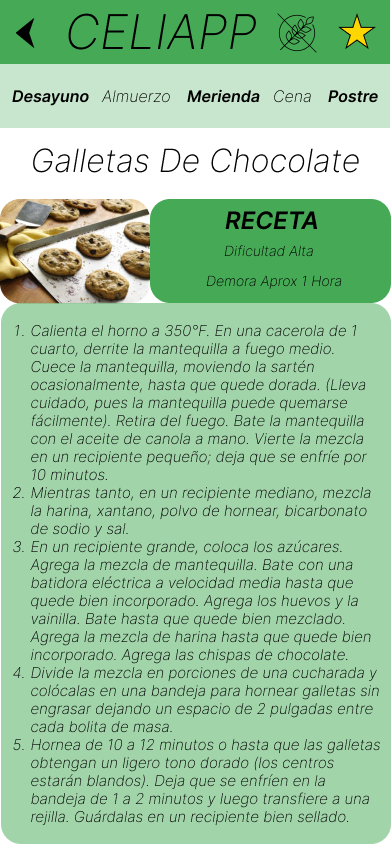 CELIAPP
Desayuno Almuerzo Merienda Cena Postre
Galletas De Chocolate
RECETA
Dificultad Alta
Demora Aprox 1 Hora
1. Calienta el horno a 350°F. En una cacerola de 1
cuarto, derrite la mantequilla a fuego medio.
Cuece la mantequilla, moviendo la sartén
ocasionalmente, hasta que quede dorada. (Lleva
cuidado, pues la mantequilla puede quemarse
fácilmente). Retira del fuego. Bate la mantequilla
con el aceite de canola a mano. Vierte la mezcla
en un recipiente pequeño; deja que se enfríe por
10 minutos.
2. Mientras tanto, en un recipiente mediano, mezcla
la harina, xantano, polvo de hornear, bicarbonato
de sodio y sal.
3. En un recipiente grande, coloca los azúcares.
Agrega la mezcla de mantequilla. Bate con una
batidora eléctrica a velocidad media hasta que
quede bien incorporado. Agrega los huevos y la
vainilla. Bate hasta que quede bien mezclado.
Agrega la mezcla de harina hasta que quede bien
incorporado. Agrega las chispas de chocolate.
4. Divide la mezcla en porciones de una cucharada y
colócalas en una bandeja para hornear galletas sin
engrasar dejando un espacio de 2 pulgadas entre
cada bolita de masa.
5. Hornea de 10 a 12 minutos o hasta que las galletas
obtengan un ligero tono dorado (los centros
estarán blandos). Deja que se enfríen en la
bandeja de 1 a 2 minutos y luego transfiere a una
rejilla. Guárdalas en un recipiente bien sellado.